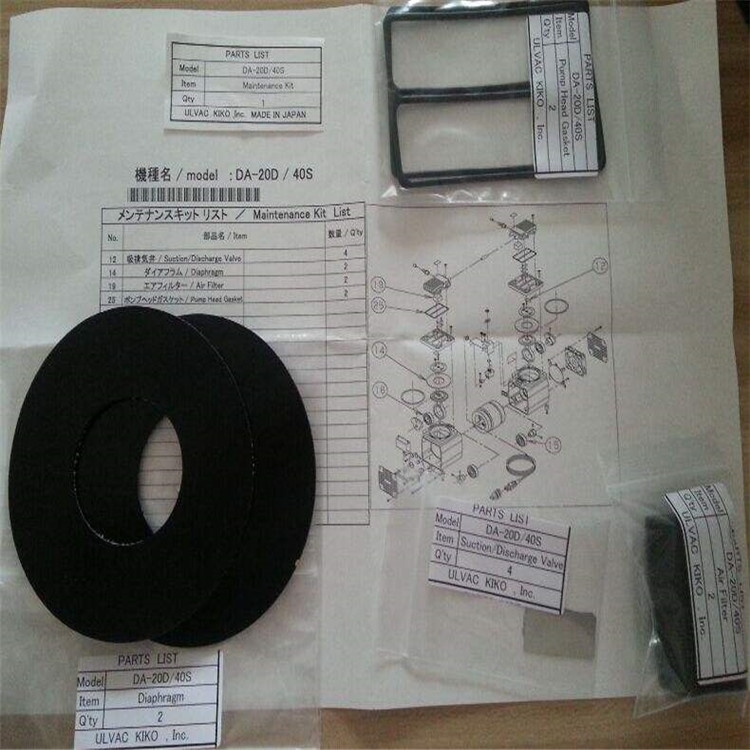 PARTS LIST
Model DA-20D/40S
Item Maintenance Kit
Qty 1
ULVAC KIKO,Inc. MADE IN JAPAN
機種名 / model :DA-20D / 40S
メンテナンスキットリスト / Maintenance Kit List
No. 部品名 / Item 数量 / Q'ty
12 吸排気弁 / Suction/Discharge Valve 4
14 ダイアフラム / Diaphragm 2
19 エアフィルター / Air Filter 2
25 ポンプヘッドガスケット / Pump Head Gasket 2
PARTS LIST
Model DA-20D/40S
Item Pump Head Gasket
Q'ty 2
ULVAC KIKO , Inc.
12
19
25
14
16
15
PARTS LIST
Model DA-20D/40S
Item Suction/Discharge Valve
Q'ty 4
ULVAC KIKO , Inc.
PARTS LIST
Model DA-20D/40S
Item Air Filter
Q'ty 2
ULVAC KIKO , Inc.
PARTS LIST
Model DA-20D/40S
Item Diaphragm
Q'ty 2
ULVAC KIKO , Inc.